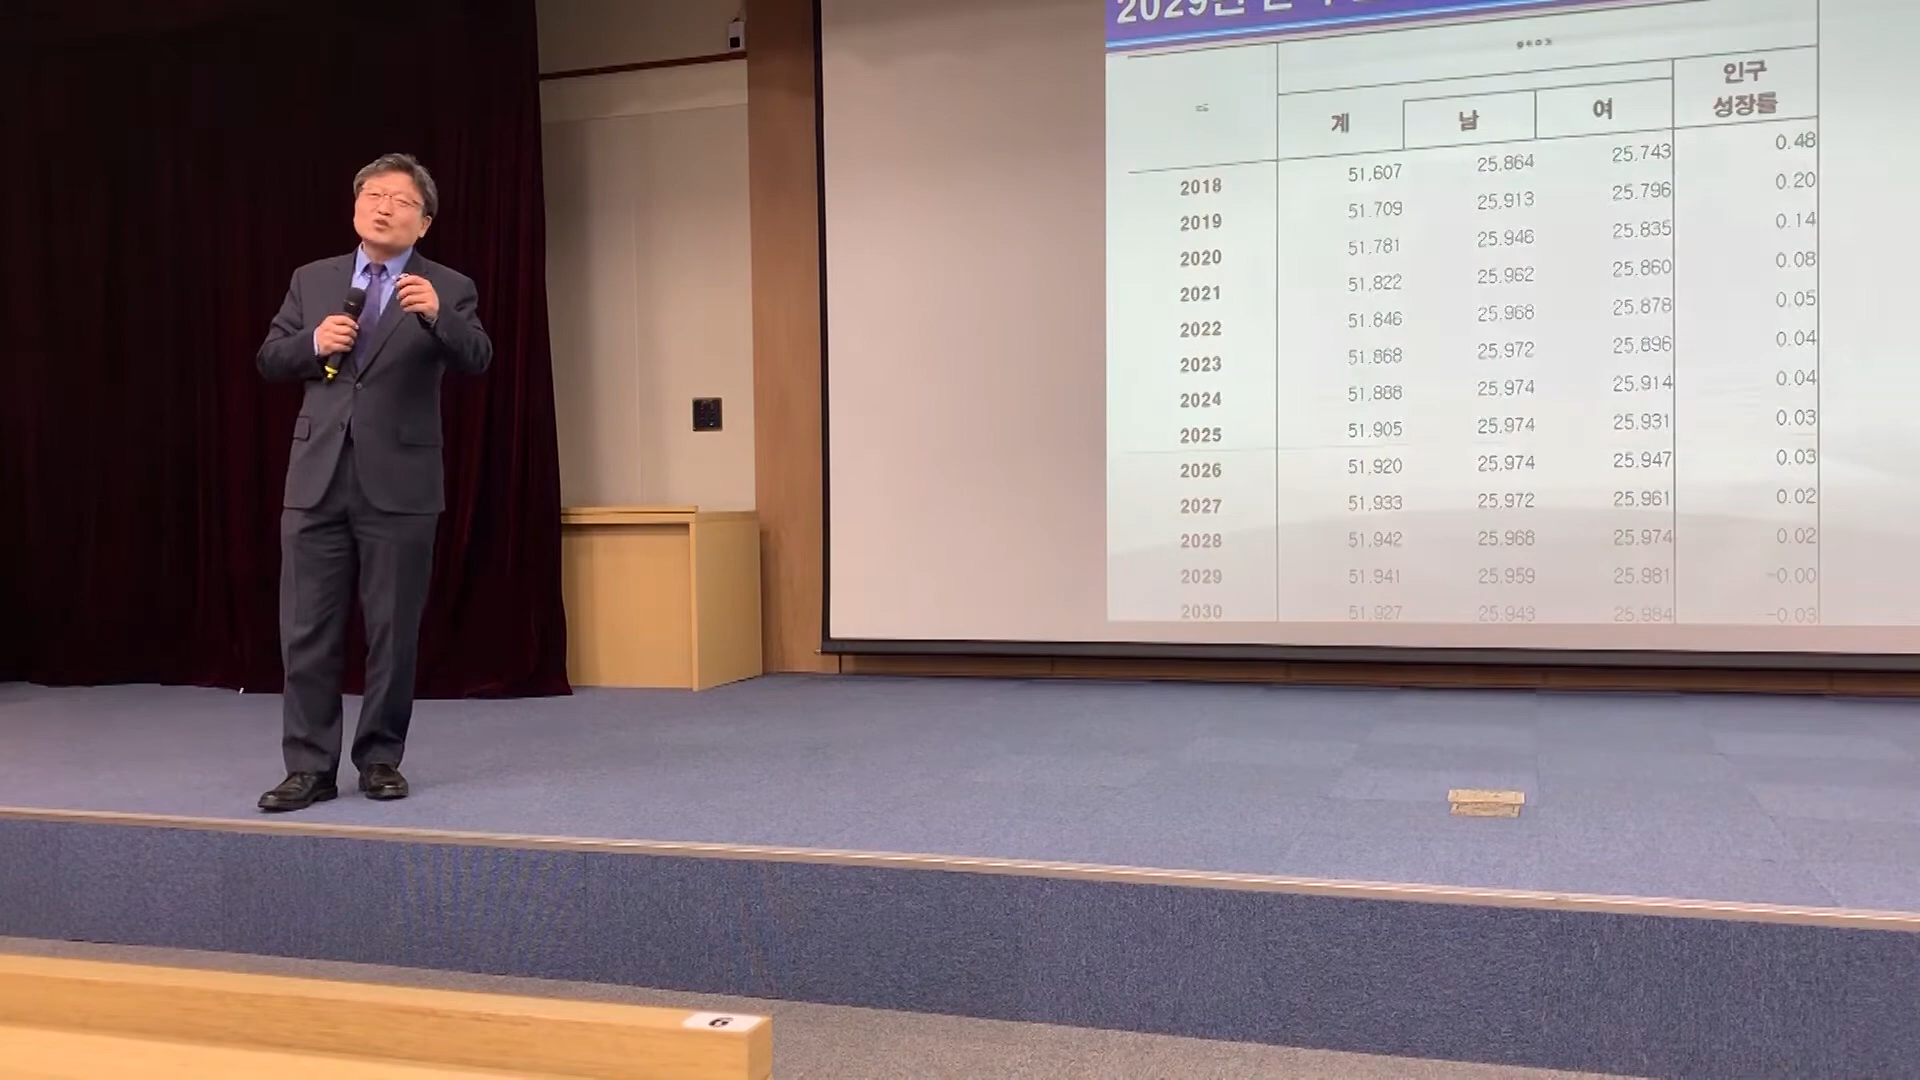 2029년
인구
성장률
계 남 여
2018 51,607 25,864 25,743 0.48
2019 51,709 25,913 25,796 0.20
2020 51,781 25,946 25,835 0.14
2021 51,822 25,962 25,860 0.08
2022 51,846 25,968 25,878 0.05
2023 51,868 25,972 25,896 0.04
2024 51,888 25,974 25,914 0.04
2025 51,905 25,974 25,931 0.03
2026 51,920 25,974 25,947 0.03
2027 51,933 25,972 25,961 0.02
2028 51,942 25,968 25,974 0.02
2029 51,941 25,959 25,981 -0.00
2030 51,927 25,943 25,984 -0.03